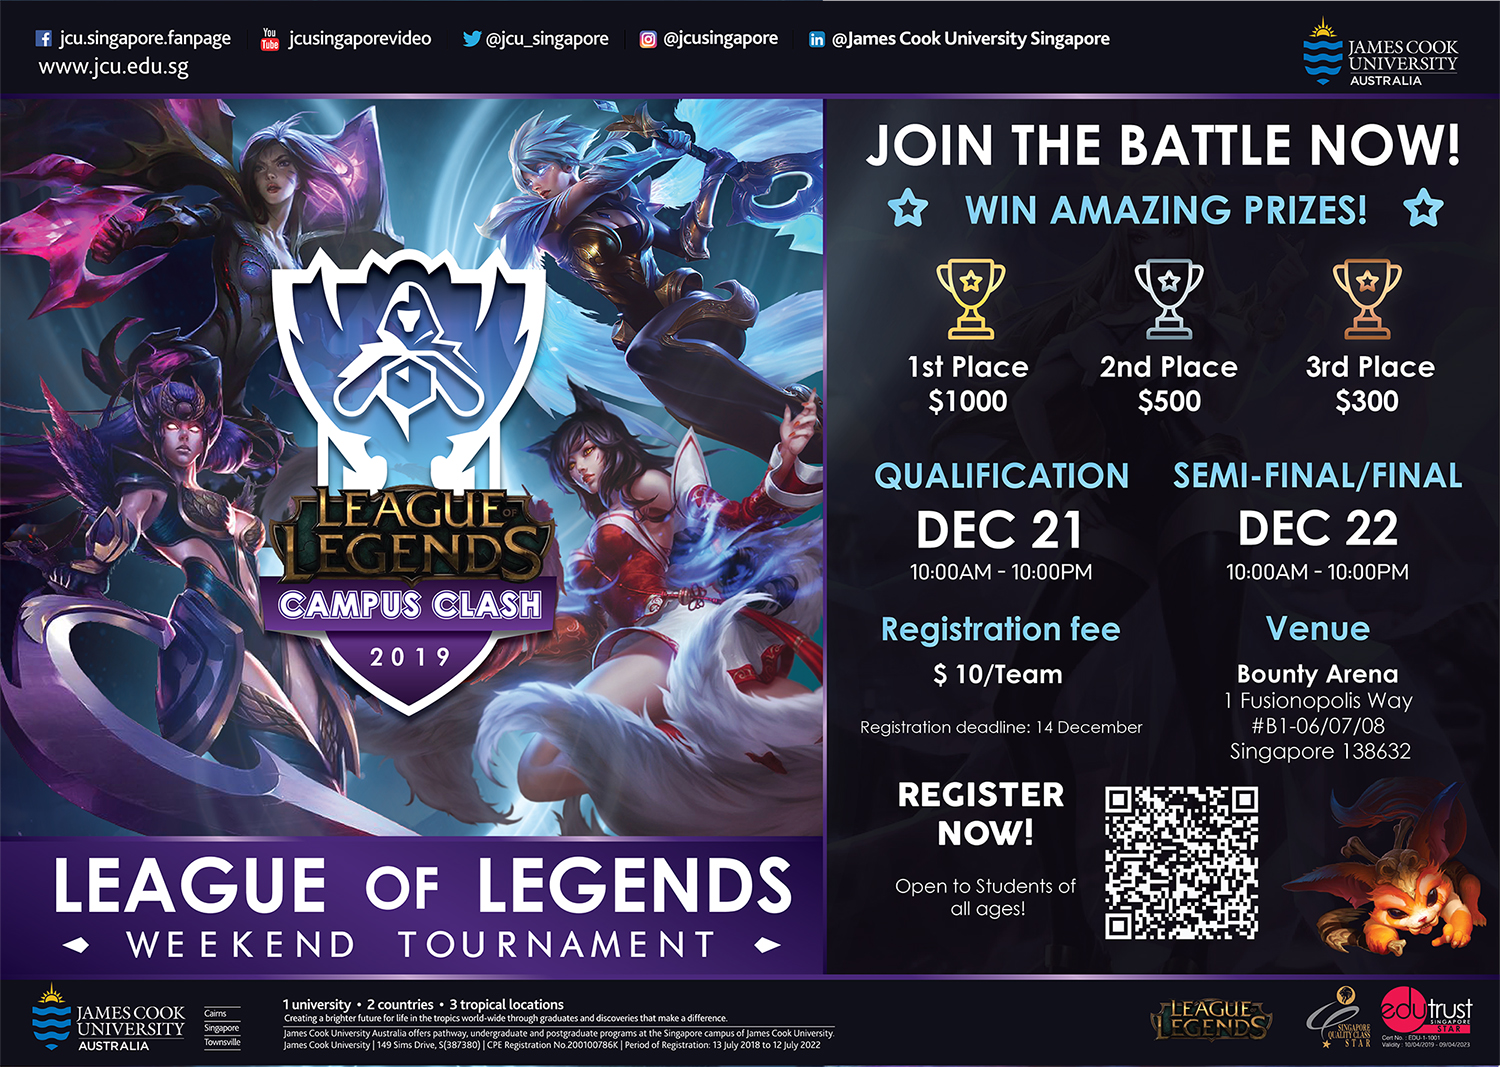 jcu.singapore.fanpage
You
Tube
jcusingaporevideo
@jcu_singapore
@jcusingapore
in
@James Cook University Singapore
www.jcu.edu.sg
JAMES COOK
UNIVERSITY
AUSTRALIA
LEAGUE OF
LEGENDS
CAMPUS CLASH
2019
LEAGUE OF LEGENDS
WEEKEND TOURNAMENT
JOIN THE BATTLE NOW!
WIN AMAZING PRIZES!
1st Place
$1000
2nd Place
$500
3rd Place
$300
QUALIFICATION
DEC 21
10:00AM - 10:00PM
SEMI-FINAL/FINAL
DEC 22
10:00AM - 10:00PM
Registration fee
$ 10/Team
Registration deadline: 14 December
Venue
Bounty Arena
1 Fusionopolis Way
#B1-06/07/08
Singapore 138632
REGISTER
NOW!
Open to Students of
all ages!
JAMES COOK
UNIVERSITY
AUSTRALIA
Cairns
Singapore
Townsville
1 university • 2 countries • 3 tropical locations
Creating a brighter future for life in the tropics world-wide through graduates and discoveries that make a difference.
James Cook University Australia offers pathway, undergraduate and postgraduate programs at the Singapore campus of James Cook University.
James Cook University | 149 Sims Drive, S(387380) | CPE Registration No.200100786K | Period of Registration: 13 July 2018 to 12 July 2022
LEAGUE OF
LEGENDS
SINGAPORE
QUALITY CLASS
STAR
edutrust
SINGAPORE
STAR
Cert No. : EDU-1-1001
Validity : 10/04/2019 - 09/04/2023